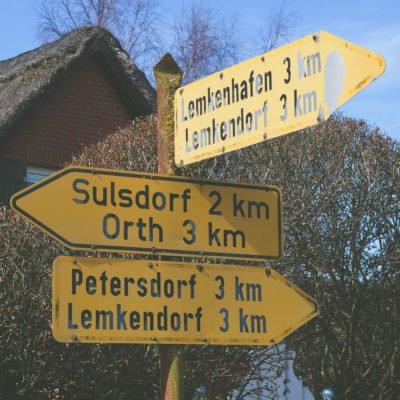 Lemkenhafen 3 km
Lemkendorf 3 km
Sulsdorf 2 km
Orth 3 km
Petersdorf 3 km
Lemkendorf 3 km